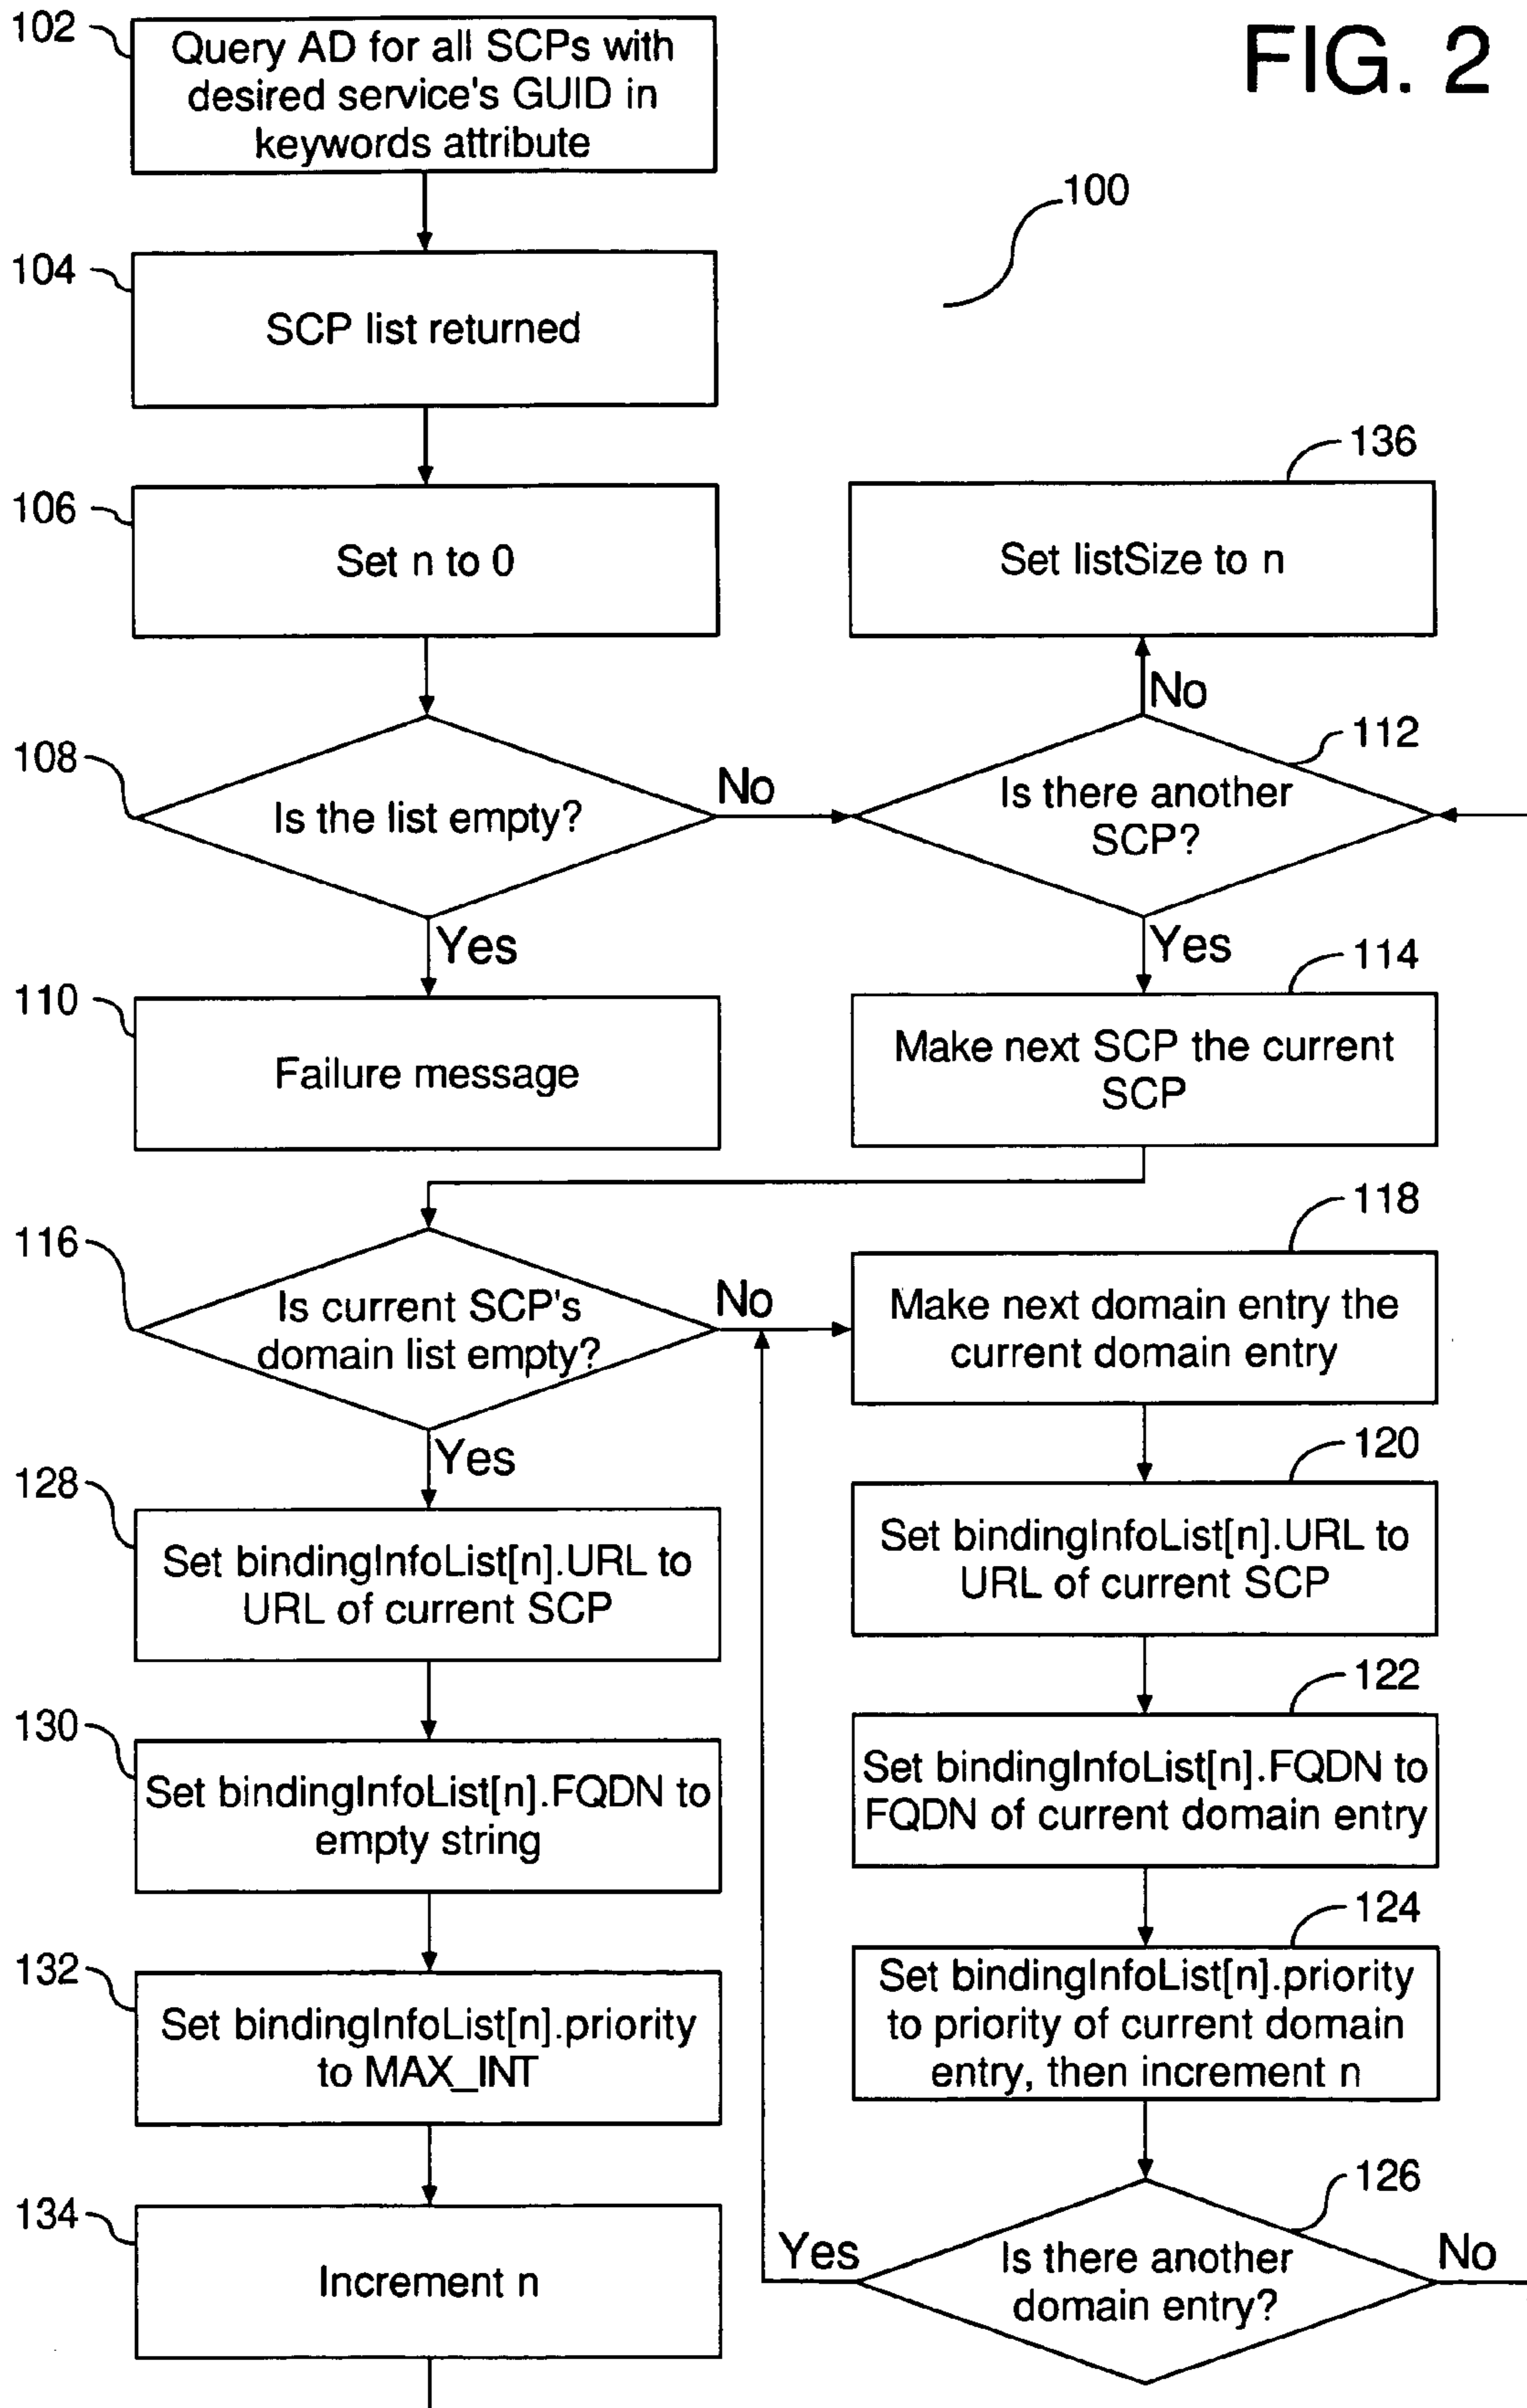 FIG. 2
100
102
Query AD for all SCPs with
desired service's GUID in
keywords attribute
104
SCP list returned
106
Set n to 0
136
Set listSize to n
No
108
Is the list empty?
No
112
Is there another
SCP?
Yes
110
Failure message
Yes
114
Make next SCP the current
SCP
116
Is current SCP's
domain list empty?
No
118
Make next domain entry the
current domain entry
Yes
120
Set bindingInfoList[n].URL to
URL of current SCP
128
Set bindingInfoList[n].URL to
URL of current SCP
122
Set bindingInfoList[n].FQDN to
FQDN of current domain entry
130
Set bindingInfoList[n].FQDN to
empty string
124
Set bindingInfoList[n].priority
to priority of current domain
entry, then increment n
132
Set bindingInfoList[n].priority
to MAX_INT
126
Is there another
domain entry?
Yes
No
134
Increment n